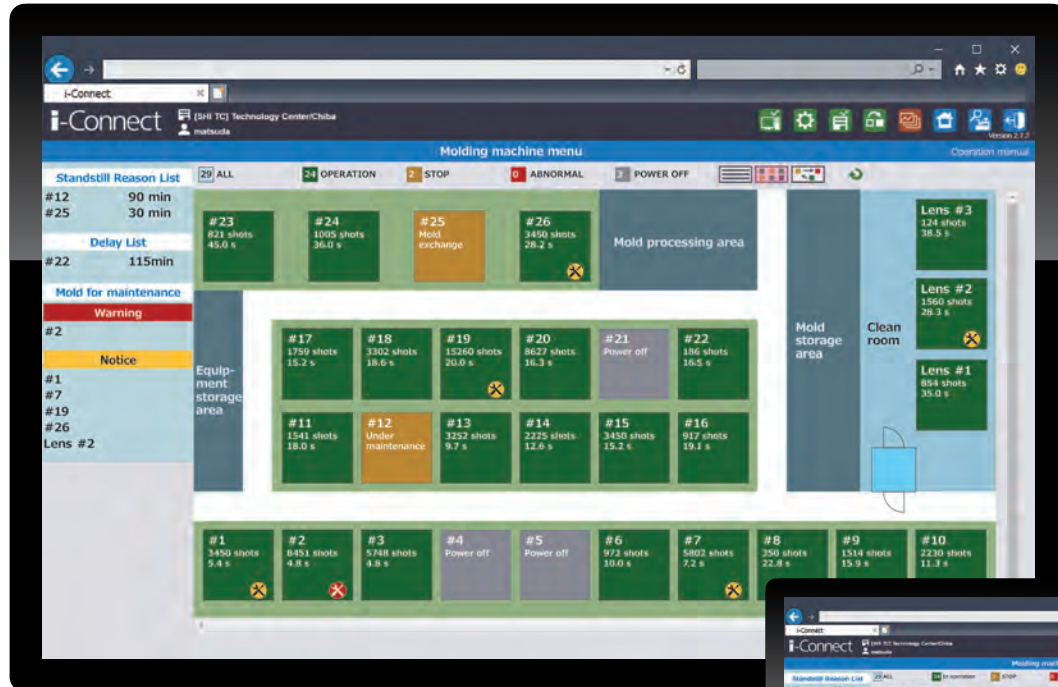 i-Connect
i-Connect
[SHI TC] Technology Center/Chiba
matsuda
Version 2.7.2
Molding machine menu
Operation manual
Standstill Reason List
#12 90 min
#25 30 min
Delay List
#22 115min
Mold for maintenance
Warning
#2
Notice
#1
#7
#19
#26
Lens #2
29 ALL
24 OPERATION
2 STOP
0 ABNORMAL
POWER OFF
#23
821 shots
45.0 s
#24
1005 shots
36.0 s
#25
Mold
exchange
#26
3450 shots
28.2 s
Mold processing area
Equip-
ment
storage
area
#17
1759 shots
15.2 s
#18
3302 shots
18.6 s
#19
15260 shots
20.0 s
#20
8627 shots
16.3 s
#21
Power off
#22
186 shots
16.5 s
#11
1541 shots
18.0 s
#12
Under
maintenance
#13
3252 shots
9.7 s
#14
2225 shots
12.6 s
#15
3450 shots
15.2 s
#16
917 shots
19.1 s
Mold
storage
area
Clean
room
Lens #3
124 shots
38.5 s
Lens #2
1560 shots
28.3 s
Lens #1
854 shots
35.0 s
#1
3450 shots
5.4 s
#2
8451 shots
4.8 s
#3
5748 shots
4.8 s
#4
Power off
#5
Power off
#6
972 shots
10.0 s
#7
5802 shots
7.2 s
#8
350 shots
22.8 s
#9
1514 shots
15.9 s
#10
2230 shots
11.3 s
i-Connect
i-Connect
[SHI TC] Technology Center/Chiba
matsuda
Molding mach
Standstill Reason List
ALL
In operation
STOP